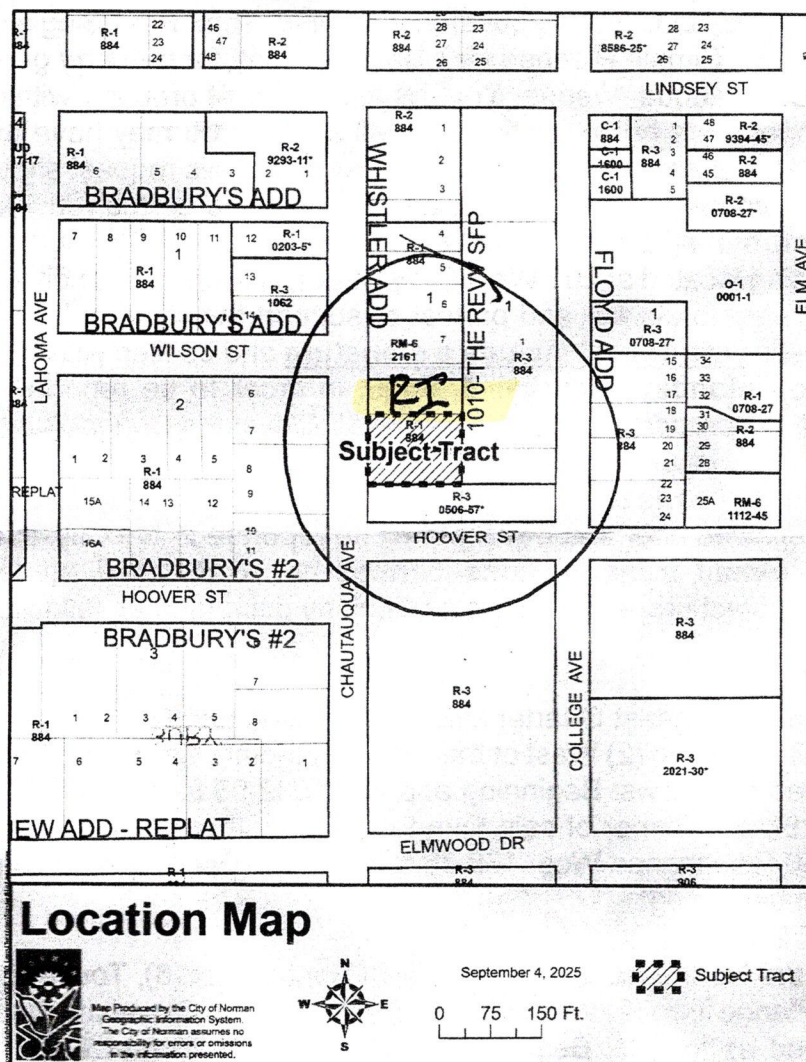 R-1
884
22
23
24
46
47
48
R-2
884
R-2
884
28 23
27 24
26 25
R-2
8586-25*
28 23
27 24
26 25
LINDSEY ST
R-1
884
6 5 4 3 2 1
R-2
9293-11*
BRADBURY'S ADD
R-2
884
1
2
3
WHISTLER ADD
1010-THE REVV SFP
C-1
884
C-1
1600
C-1
1600
R-3
884
1
2
3
4
5
48
47
46
45
R-2
9394-45*
R-2
884
R-2
0708-27*
O-1
0001-1
ELM AVE
7 8 9 10 11 12
1
R-1
884
R-1
0203-5*
13
R-3
1062
14
BRADBURY'S ADD
WILSON ST
4
R-1
884
5
1 6
7
RM-6
2161
1
1
R-3
884
FLOYD ADD
1
R-3
0708-27*
15 34
16 33
17 32
18 31
19 30
20 29
21 28
22
23
24
25A
R-3
884
R-1
0708-27
R-2
884
RM-6
1112-45
RI
R-1
884
Subject Tract
R-3
0506-57*
HOOVER ST
TAHOMA AVE
2
6
7
8
9
10
11
1 2 3 4 5
R-1
884
15A 14 13 12
16A
REPLAT
BRADBURY'S #2
HOOVER ST
BRADBURY'S #2
3
6
7
8
1 2 3 4 5
R-1
884
7 6 5 4 3 2 1
IEW ADD - REPLAT
CHAUTAUQUA AVE
R-3
884
COLLEGE AVE
R-3
884
R-3
2021-30*
ELMWOOD DR
R-1
R-3
884
R-3
906
Location Map
Map Produced by the City of Norman
Geographic Information System.
The City of Norman assumes no
responsibility for errors or omissions
in the information presented.
N
W E
S
September 4, 2025
0 75 150 Ft.
Subject Tract